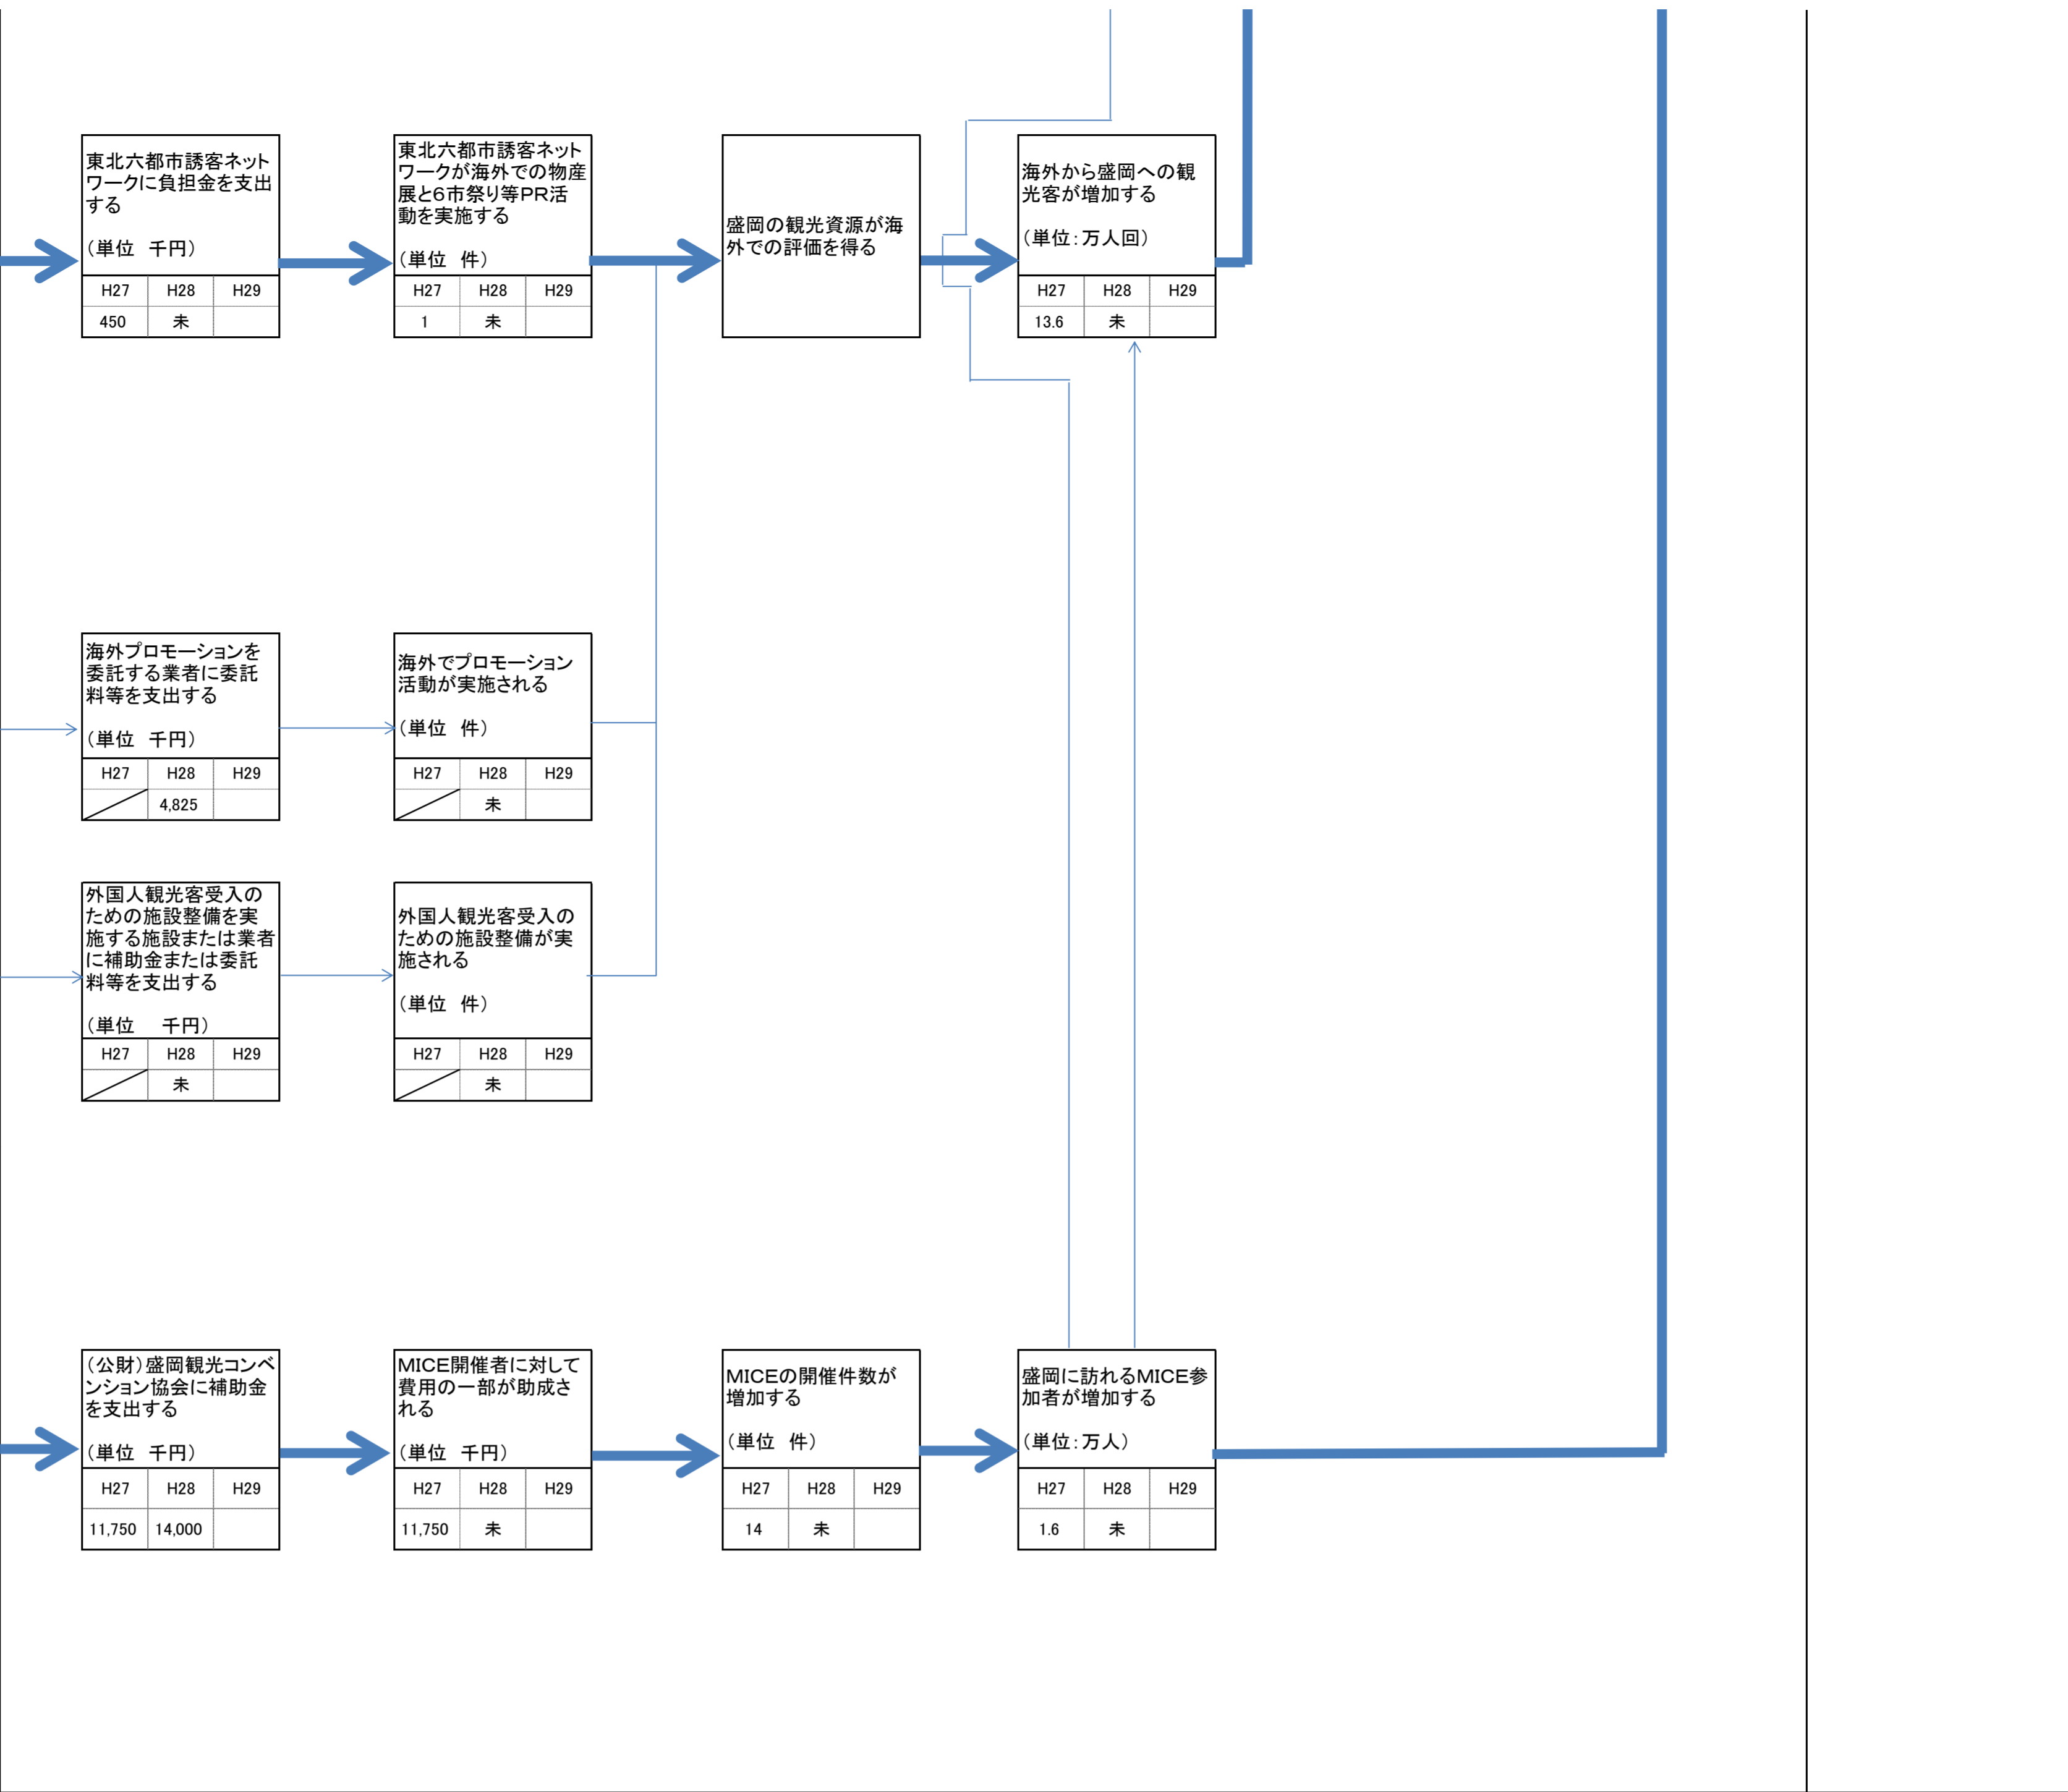 東北六都市誘客ネット
ワークに負担金を支出
する
（単位　千円）
H27 H28 H29
450 未
東北六都市誘客ネット
ワークが海外での物産
展と６市祭り等PR活
動を実施する
（単位　件）
H27 H28 H29
1 未
盛岡の観光資源が海
外での評価を得る
海外から盛岡への観
光客が増加する
（単位：万人回）
H27 H28 H29
13.6 未
海外プロモーションを
委託する業者に委託
料等を支出する
（単位　千円）
H27 H28 H29
4,825
海外でプロモーション
活動が実施される
（単位　件）
H27 H28 H29
未
外国人観光客受入の
ための施設整備を実
施する施設または業者
に補助金または委託
料等を支出する
（単位　 千円）
H27 H28 H29
未
外国人観光客受入の
ための施設整備が実
施される
（単位　件）
H27 H28 H29
未
（公財）盛岡観光コンベ
ンション協会に補助金
を支出する
（単位　千円）
H27 H28 H29
11,750 14,000
MICE開催者に対して
費用の一部が助成さ
れる
（単位　千円）
H27 H28 H29
11,750 未
MICEの開催件数が
増加する
（単位　件）
H27 H28 H29
14 未
盛岡に訪れるMICE参
加者が増加する
（単位：万人）
H27 H28 H29
1.6 未